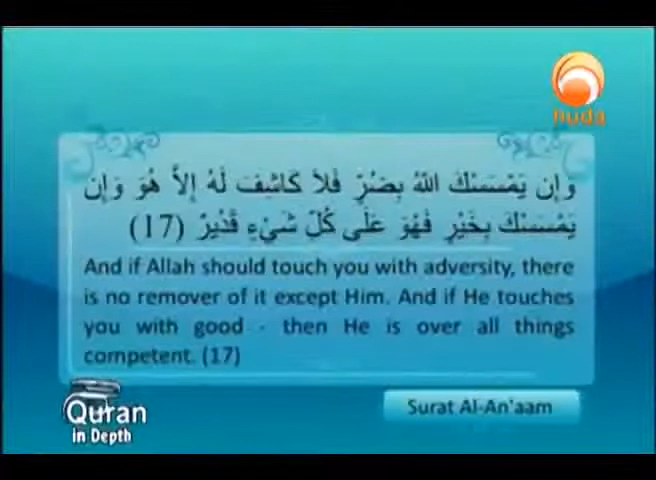 huda
وَإِن يَمْسَسْكَ اللَّهُ بِضُرٍّ فَلاَ كَاشِفَ لَهُ إِلاَّ هُوَ وَإِن
يَمْسَسْكَ بِخَيْرٍ فَهُوَ عَلَى كُلِّ شَيْءٍ قَدُيرٌ (17)
And if Allah should touch you with adversity, there
is no remover of it except Him. And if He touches
you with good - then He is over all things
competent. (17)
Surat Al-An'aam
Quran
in Depth